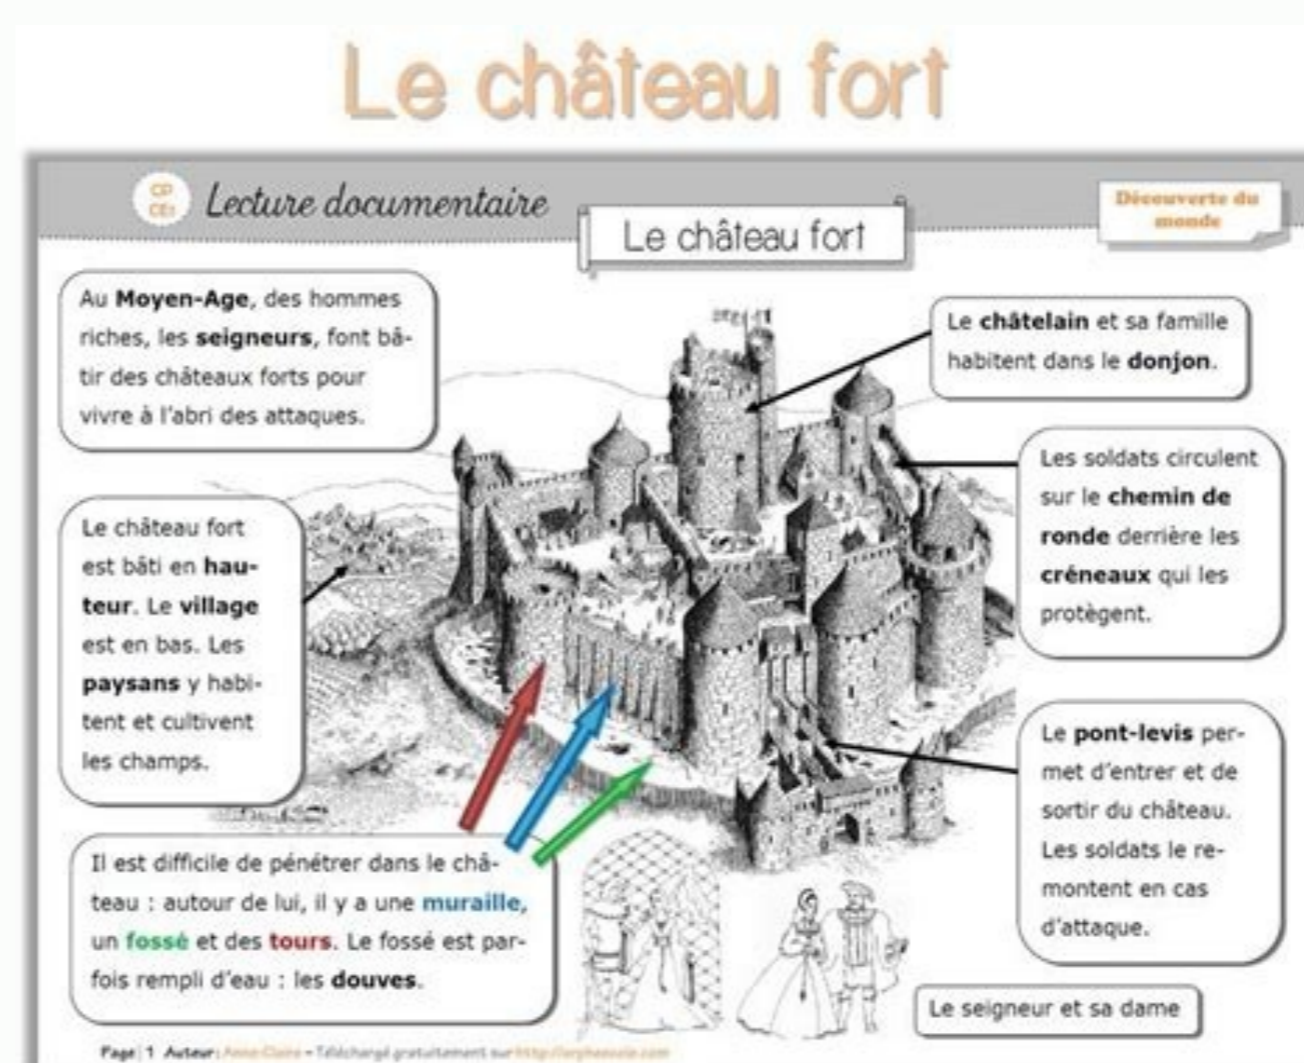 Le château fort
CP
CE1
Lecture documentaire
Le château fort
Découverte du
monde
Au Moyen-Age, des hommes
riches, les seigneurs, font bâ-
tir des châteaux forts pour
vivre à l'abri des attaques.
Le châtelain et sa famille
habitent dans le donjon.
Les soldats circulent
sur le chemin de
ronde derrière les
créneaux qui les
protègent.
Le château fort
est bâti en hau-
teur. Le village
est en bas. Les
paysans y habi-
tent et cultivent
les champs.
Le pont-levis per-
met d'entrer et de
sortir du château.
Les soldats le re-
montent en cas
d'attaque.
Il est difficile de pénétrer dans le châ-
teau : autour de lui, il y a une muraille,
un fossé et des tours. Le fossé est par-
fois rempli d'eau : les douves.
Le seigneur et sa dame
Page | 1 Auteur : Anne-Claire – Téléchargé gratuitement sur